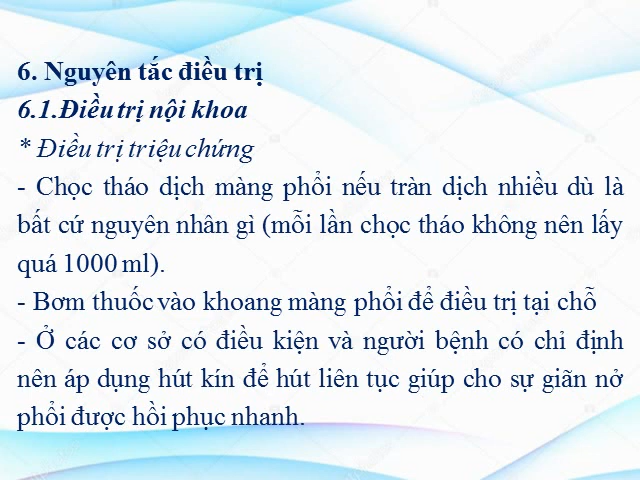 6. Nguyên tắc điều trị
6.1.Điều trị nội khoa
* Điều trị triệu chứng
- Chọc tháo dịch màng phổi nếu tràn dịch nhiều dù là
bất cứ nguyên nhân gì (mỗi lần chọc tháo không nên lấy
quá 1000 ml).
- Bơm thuốc vào khoang màng phổi để điều trị tại chỗ
- Ở các cơ sở có điều kiện và người bệnh có chỉ định
nên áp dụng hút kín để hút liên tục giúp cho sự giãn nở
phổi được hồi phục nhanh.